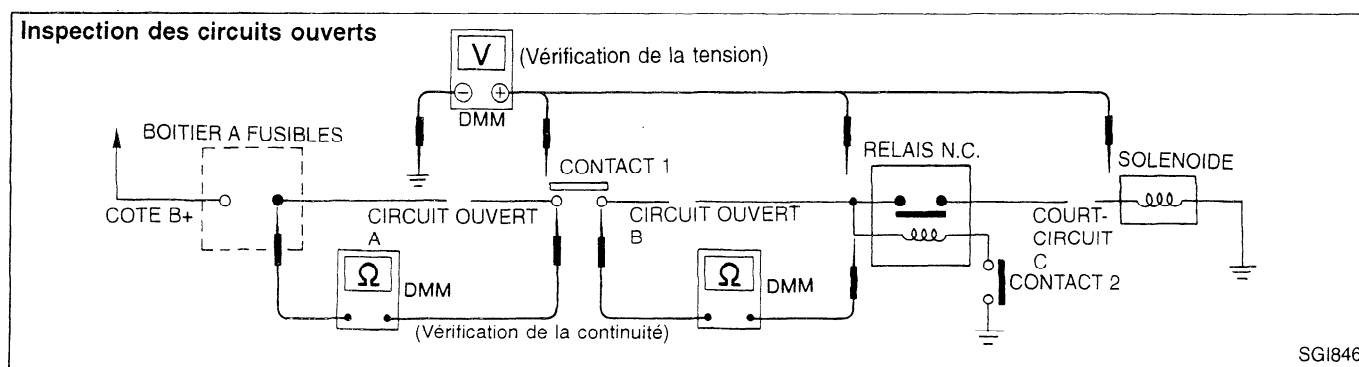 Inspection des circuits ouverts
V
(Vérification de la tension)
DMM
BOITIER A FUSIBLES
CONTACT 1
RELAIS N.C.
SOLENOIDE
COTE B+
CIRCUIT OUVERT
A
CIRCUIT OUVERT
B
COURT-
CIRCUIT
C
Ω
DMM
Ω
DMM
CONTACT 2
(Vérification de la continuité)
SGI846